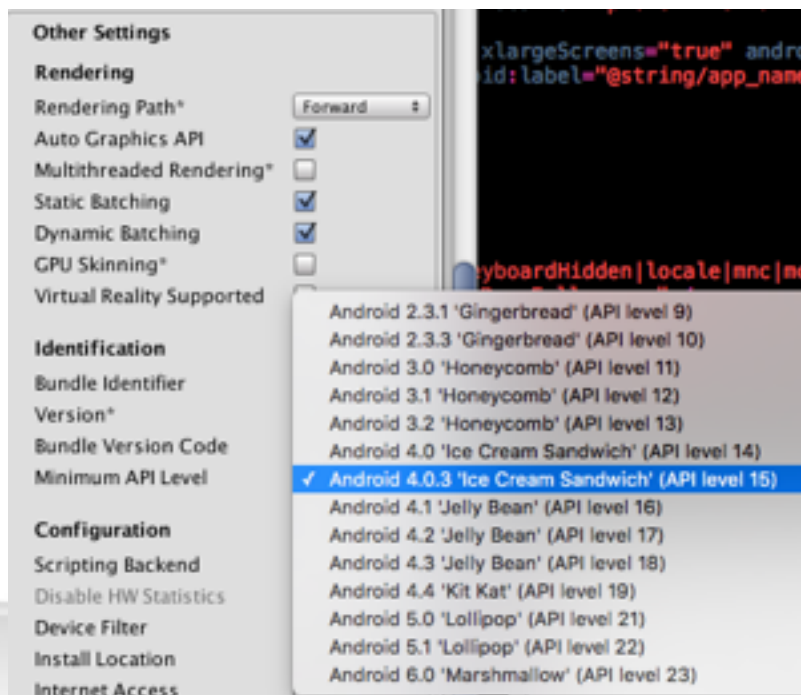 Other Settings
Rendering
Rendering Path*
Forward
Auto Graphics API
Multithreaded Rendering*
Static Batching
Dynamic Batching
GPU Skinning*
Virtual Reality Supported
Identification
Bundle Identifier
Version*
Bundle Version Code
Minimum API Level
Configuration
Scripting Backend
Disable HW Statistics
Device Filter
Install Location
Internet Access
xlargeScreens="true" andro
id:label="@string/app_name
yboardHidden|locale|mnc|mc
Android 2.3.1 'Gingerbread' (API level 9)
Android 2.3.3 'Gingerbread' (API level 10)
Android 3.0 'Honeycomb' (API level 11)
Android 3.1 'Honeycomb' (API level 12)
Android 3.2 'Honeycomb' (API level 13)
Android 4.0 'Ice Cream Sandwich' (API level 14)
✓ Android 4.0.3 'Ice Cream Sandwich' (API level 15)
Android 4.1 'Jelly Bean' (API level 16)
Android 4.2 'Jelly Bean' (API level 17)
Android 4.3 'Jelly Bean' (API level 18)
Android 4.4 'Kit Kat' (API level 19)
Android 5.0 'Lollipop' (API level 21)
Android 5.1 'Lollipop' (API level 22)
Android 6.0 'Marshmallow' (API level 23)